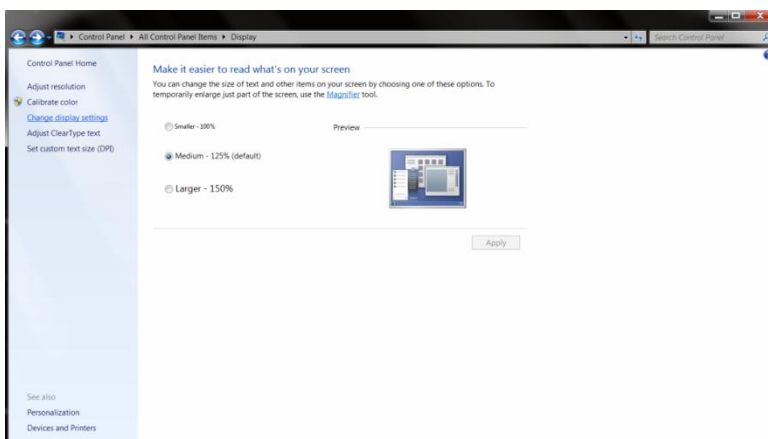 Control Panel ▸ All Control Panel Items ▸ Display
Search Control Panel
Control Panel Home
Adjust resolution
Calibrate color
Change display settings
Adjust ClearType text
Set custom text size (DPI)
See also
Personalization
Devices and Printers
Make it easier to read what's on your screen
You can change the size of text and other items on your screen by choosing one of these options. To
temporarily enlarge just part of the screen, use the Magnifier tool.
Smaller - 100%
Preview
Medium - 125% (default)
Larger - 150%
Apply